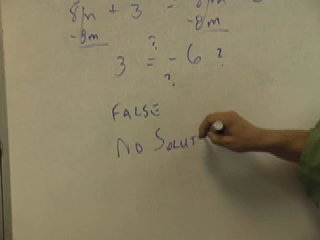 8m + 3 =
-8m -8m
?
3 = - 6 ?
?
FALSE
NO SOLUT